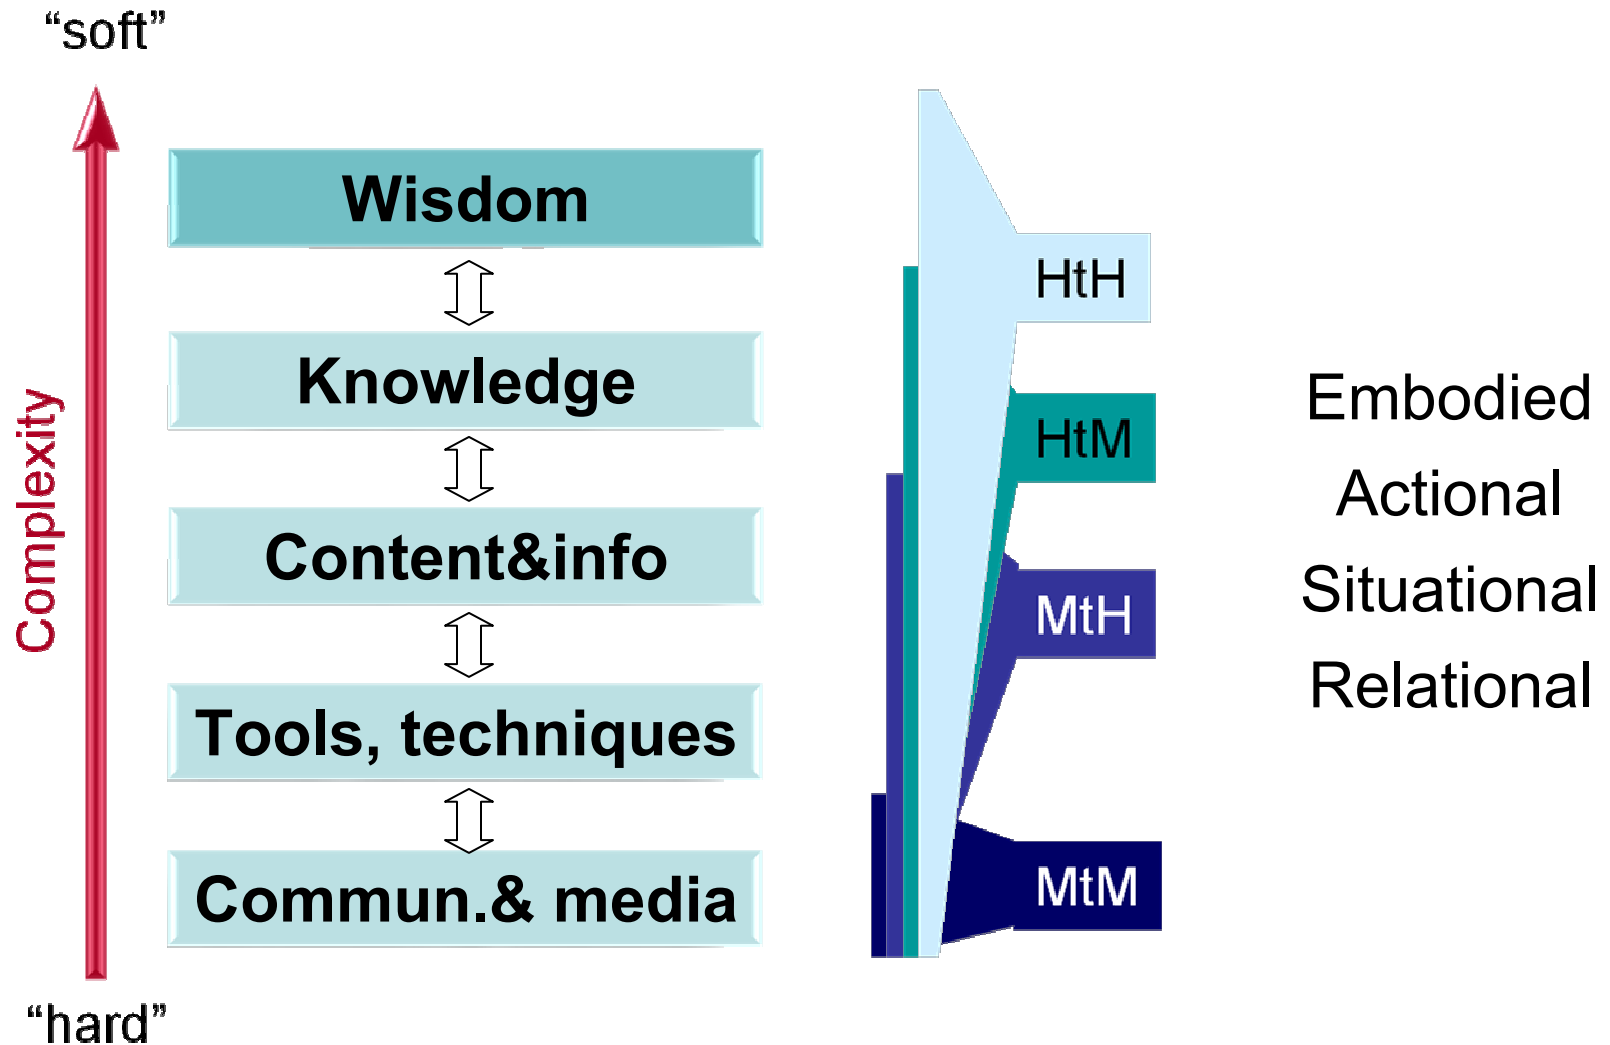 “soft”
Complexity
“hard”
Wisdom
Knowledge
Content&info
Tools, techniques
Commun.& media
HtH
HtM
MtH
MtM
Embodied
Actional
Situational
Relational